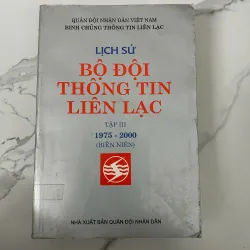 QUÂN ĐỘI NHÂN DÂN VIỆT NAM
BINH CHỦNG THÔNG TIN LIÊN LẠC
LỊCH SỬ
BỘ ĐỘI
THÔNG TIN
LIÊN LẠC
TẬP III
1975 - 2000
(BIÊN NIÊN)
NHÀ XUẤT BẢN QUÂN ĐỘI NHÂN DÂN